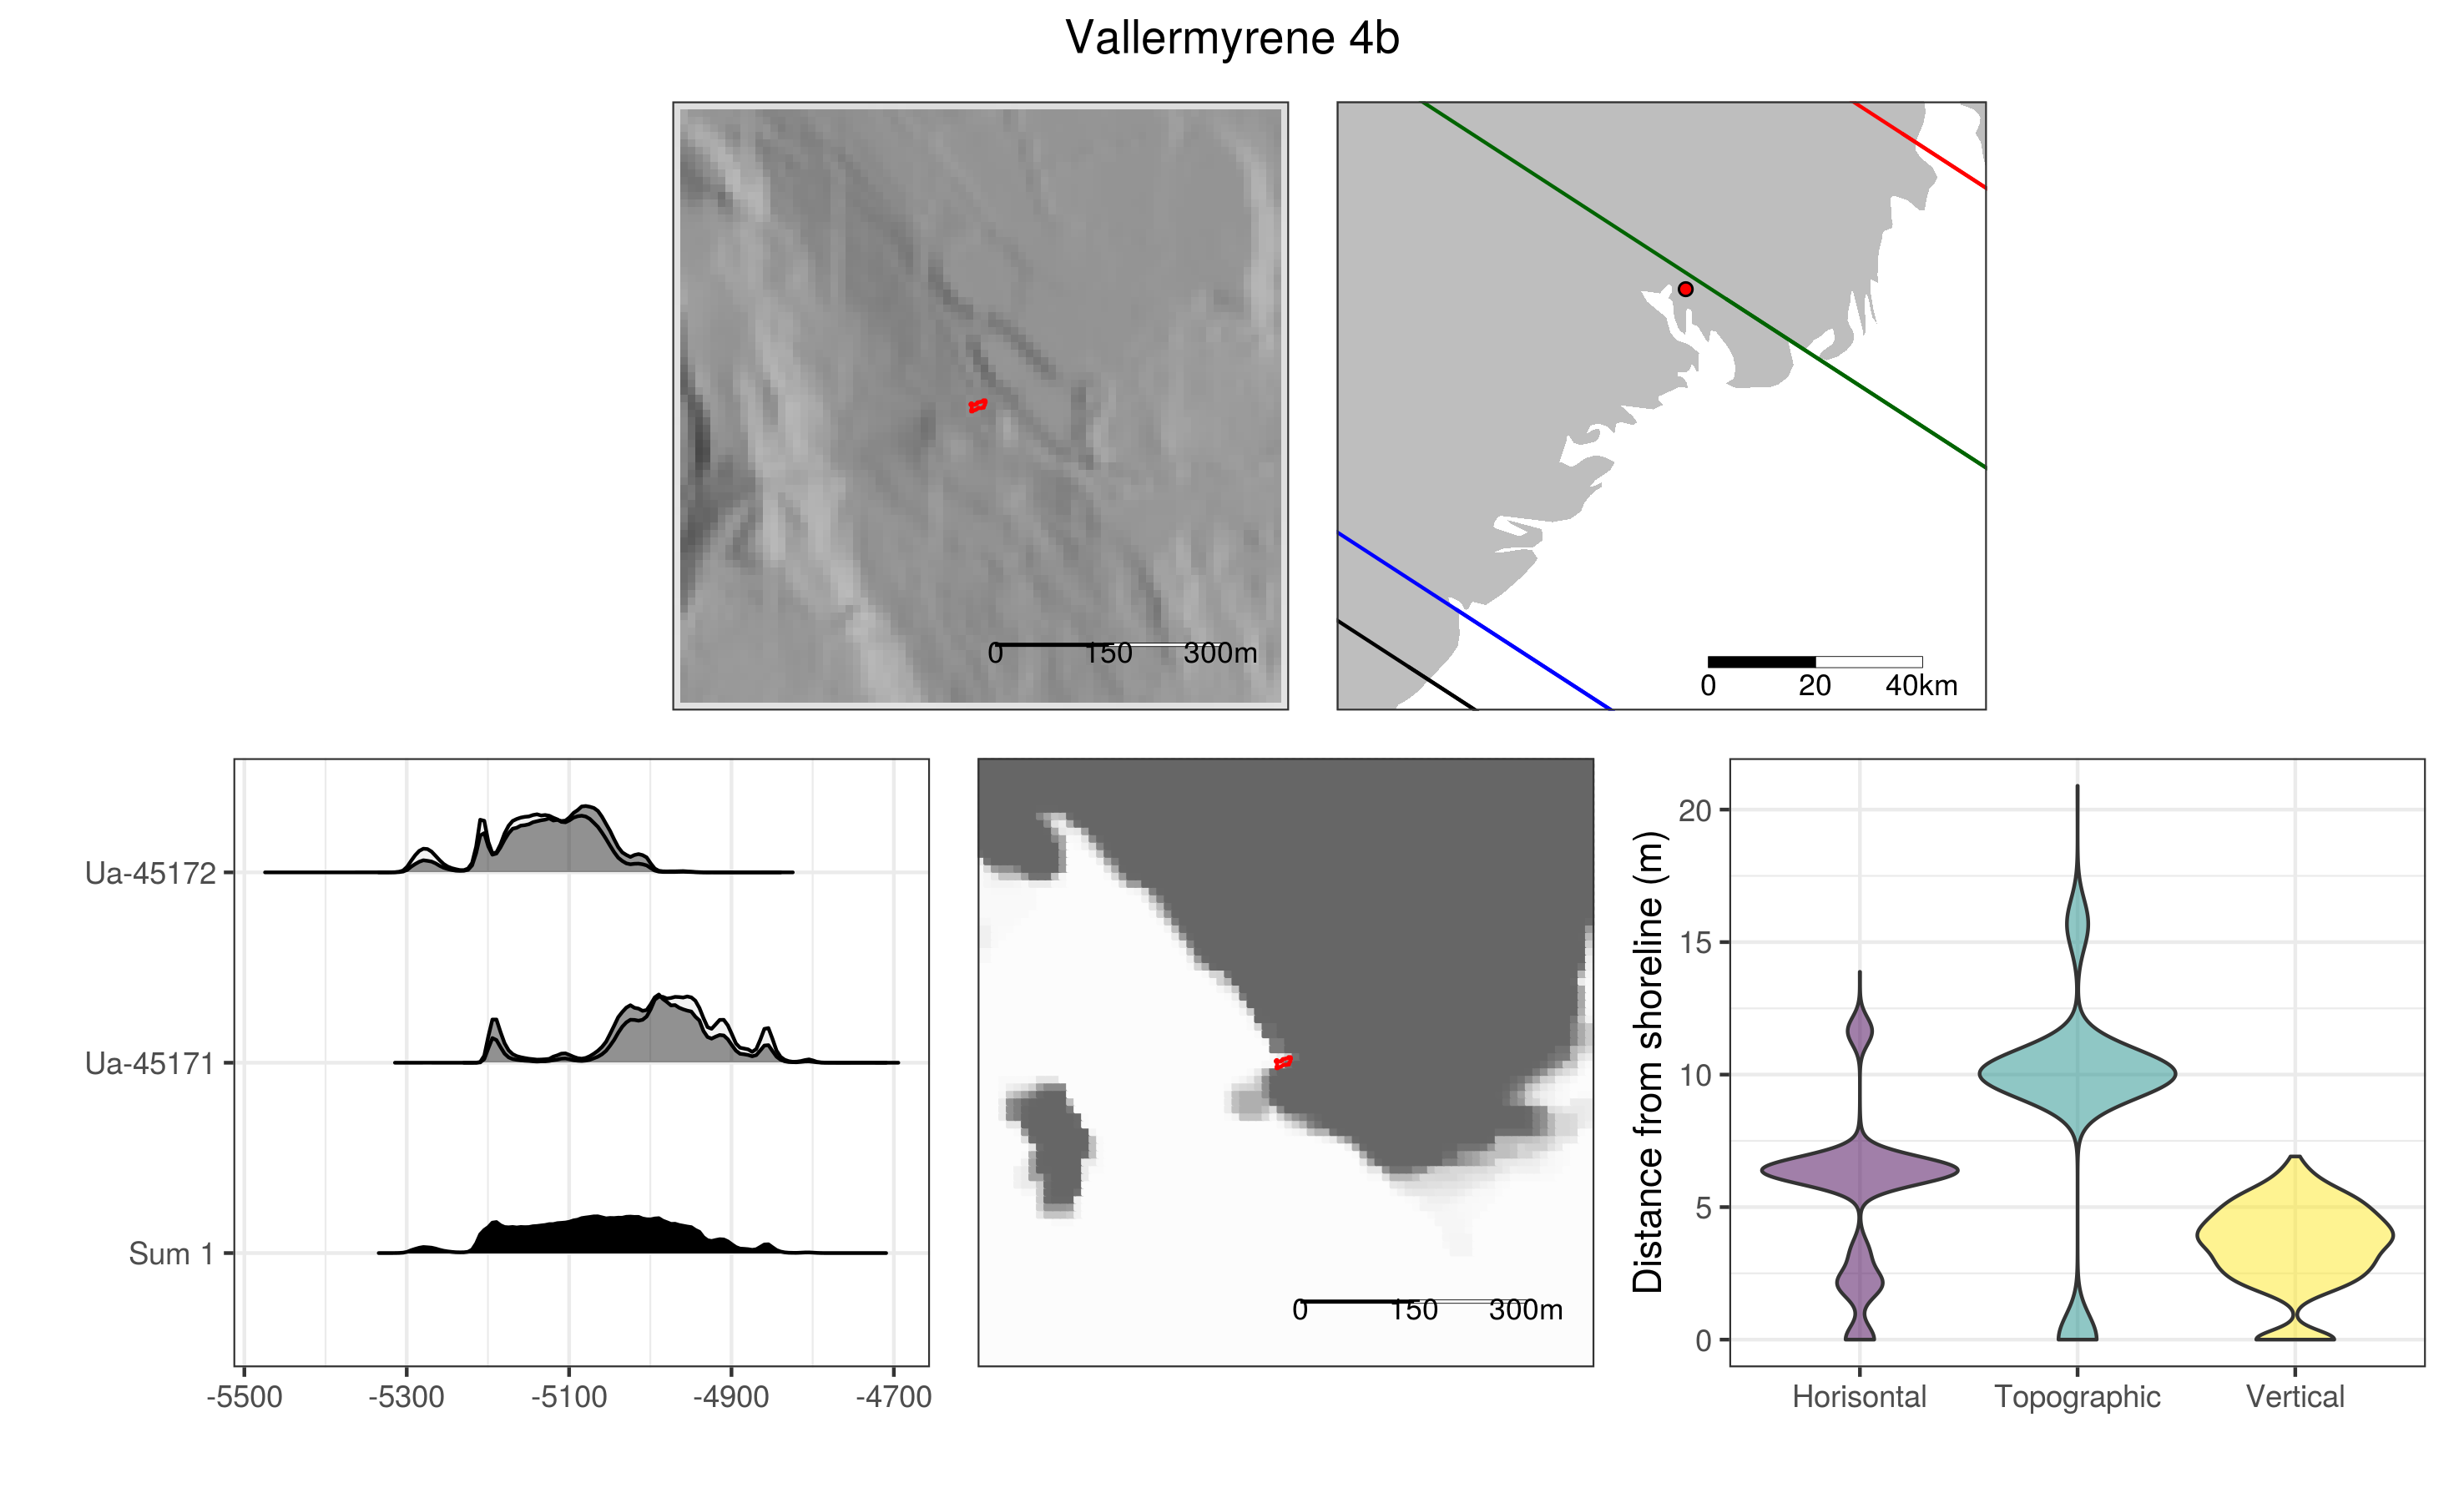 Vallermyrene 4b
0 150 300m
0 20 40km
Ua-45172
Ua-45171
Sum 1
-5500 -5300 -5100 -4900 -4700
0 150 300m
Distance from shoreline (m)
20
15
10
5
0
Horisontal Topographic Vertical